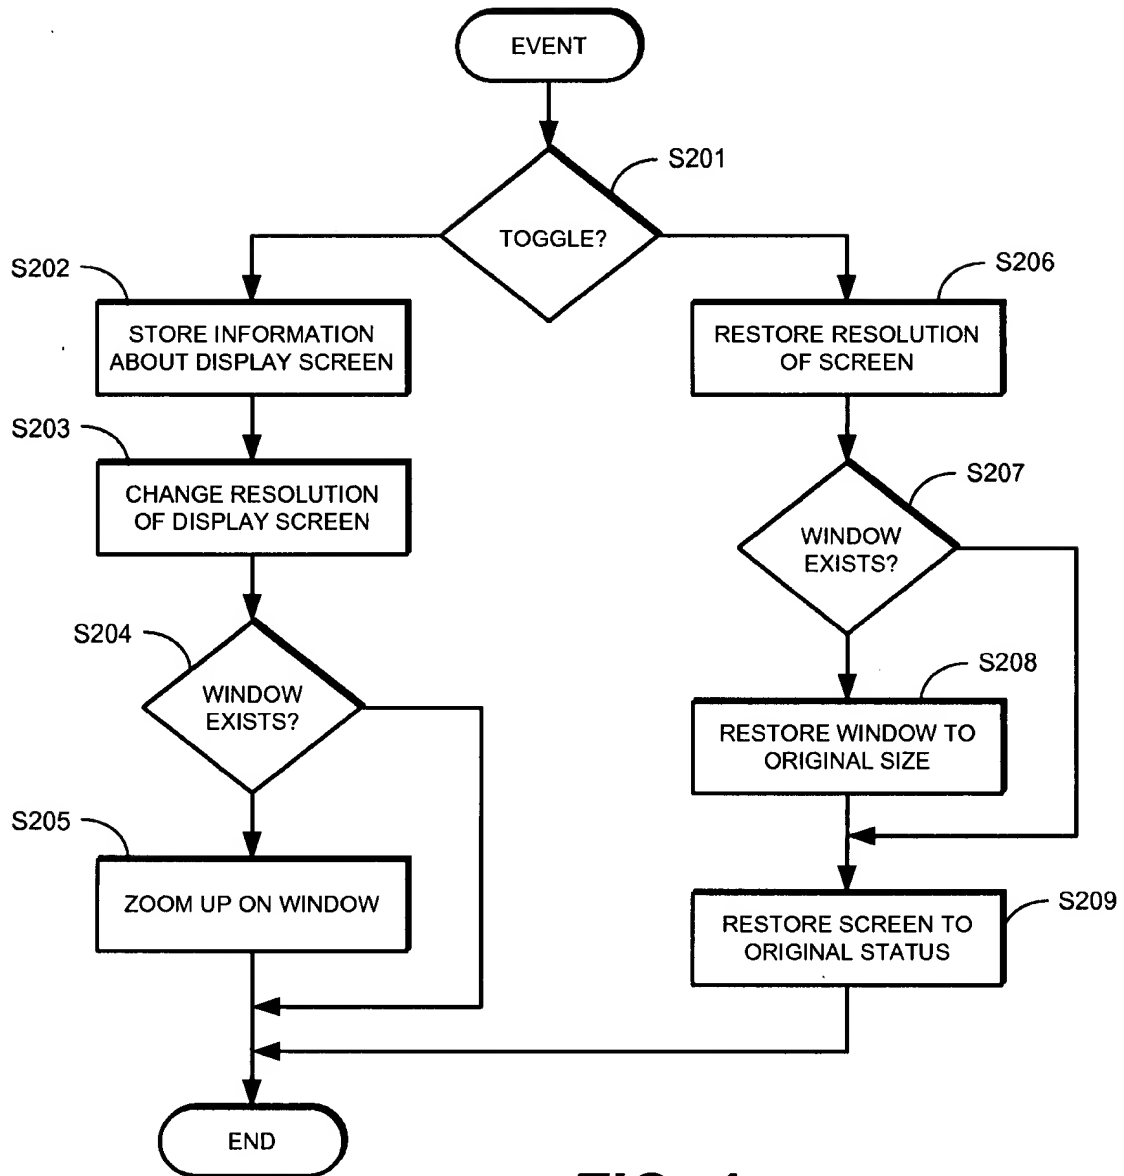 EVENT
S201
TOGGLE?
S202
STORE INFORMATION
ABOUT DISPLAY SCREEN
S203
CHANGE RESOLUTION
OF DISPLAY SCREEN
S204
WINDOW
EXISTS?
S205
ZOOM UP ON WINDOW
S206
RESTORE RESOLUTION
OF SCREEN
S207
WINDOW
EXISTS?
S208
RESTORE WINDOW TO
ORIGINAL SIZE
S209
RESTORE SCREEN TO
ORIGINAL STATUS
END